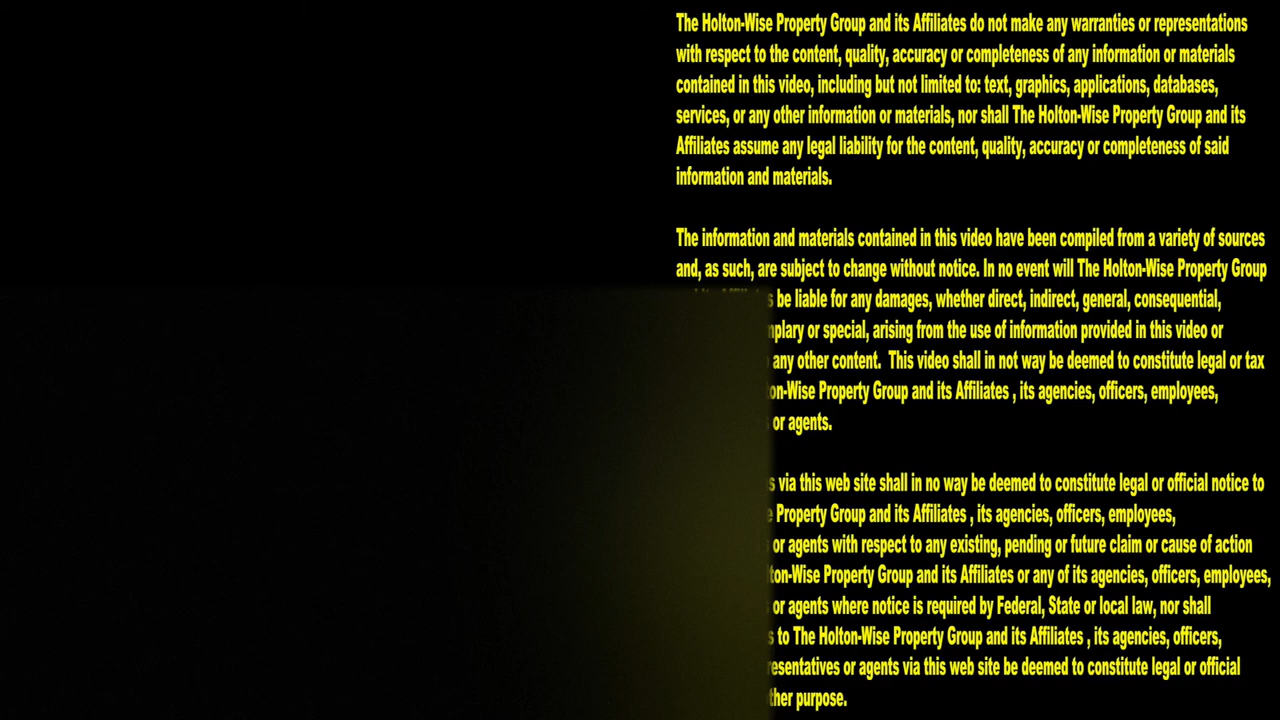 The Holton-Wise Property Group and its Affiliates do not make any warranties or representations
with respect to the content, quality, accuracy or completeness of any information or materials
contained in this video, including but not limited to: text, graphics, applications, databases,
services, or any other information or materials, nor shall The Holton-Wise Property Group and its
Affiliates assume any legal liability for the content, quality, accuracy or completeness of said
information and materials.
The information and materials contained in this video have been compiled from a variety of sources
and, as such, are subject to change without notice. In no event will The Holton-Wise Property Group
be liable for any damages, whether direct, indirect, general, consequential,
or special, arising from the use of information provided in this video or
any other content. This video shall in not way be deemed to constitute legal or tax
Property Group and its Affiliates , its agencies, officers, employees,
or agents.
via this web site shall in no way be deemed to constitute legal or official notice to
Property Group and its Affiliates , its agencies, officers, employees,
or agents with respect to any existing, pending or future claim or cause of action
Property Group and its Affiliates or any of its agencies, officers, employees,
or agents where notice is required by Federal, State or local law, nor shall
to The Holton-Wise Property Group and its Affiliates , its agencies, officers,
or agents via this web site be deemed to constitute legal or official
purpose.